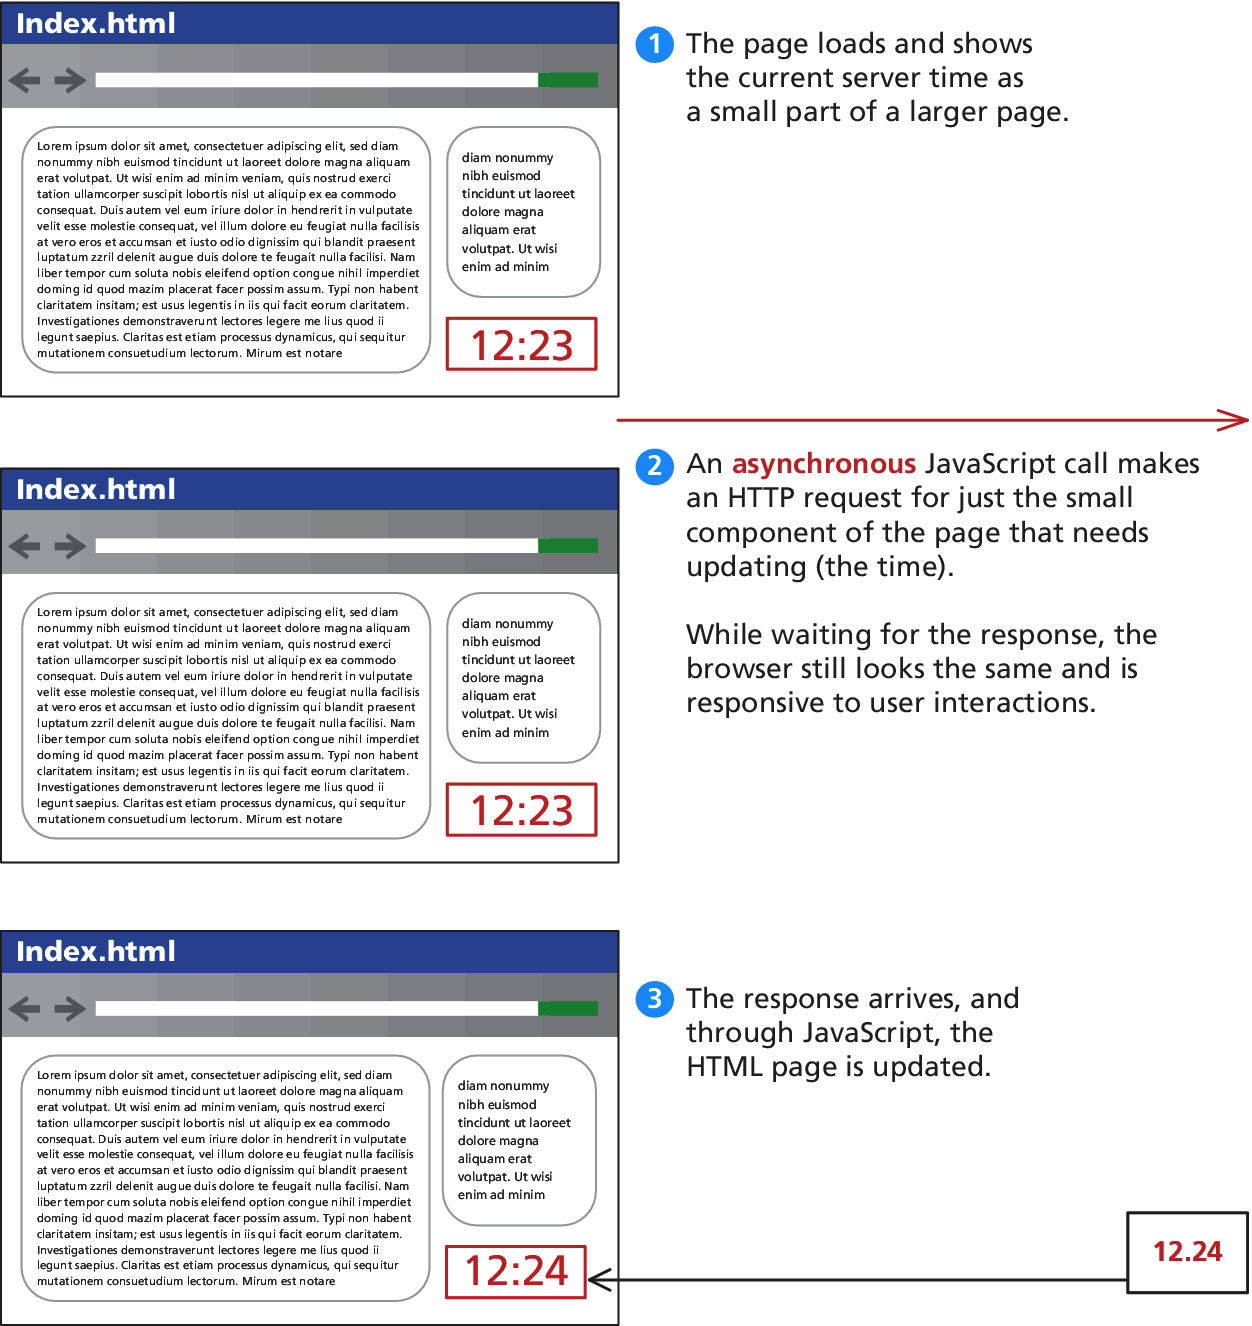 Index.html
Lorem ipsum dolor sit amet, consectetuer adipiscing elit, sed diam
nonummy nibh euismod tincidunt ut laoreet dolore magna aliquam
erat volutpat. Ut wisi enim ad minim veniam, quis nostrud exerci
tation ullamcorper suscipit lobortis nisl ut aliquip ex ea commodo
consequat. Duis autem vel eum iriure dolor in hendrerit in vulputate
velit esse molestie consequat, vel illum dolore eu feugiat nulla facilisis
at vero eros et accumsan et iusto odio dignissim qui blandit praesent
luptatum zzril delenit augue duis dolore te feugait nulla facilisi. Nam
liber tempor cum soluta nobis eleifend option congue nihil imperdiet
doming id quod mazim placerat facer possim assum. Typi non habent
claritatem insitam; est usus legentis in iis qui facit eorum claritatem.
Investigationes demonstraverunt lectores legere me lius quod ii
legunt saepius. Claritas est etiam processus dynamicus, qui sequitur
mutationem consuetudium lectorum. Mirum est notare
diam nonummy
nibh euismod
tincidunt ut laoreet
dolore magna
aliquam erat
volutpat. Ut wisi
enim ad minim
12:23
1 The page loads and shows
the current server time as
a small part of a larger page.
Index.html
Lorem ipsum dolor sit amet, consectetuer adipiscing elit, sed diam
nonummy nibh euismod tincidunt ut laoreet dolore magna aliquam
erat volutpat. Ut wisi enim ad minim veniam, quis nostrud exerci
tation ullamcorper suscipit lobortis nisl ut aliquip ex ea commodo
consequat. Duis autem vel eum iriure dolor in hendrerit in vulputate
velit esse molestie consequat, vel illum dolore eu feugiat nulla facilisis
at vero eros et accumsan et iusto odio dignissim qui blandit praesent
luptatum zzril delenit augue duis dolore te feugait nulla facilisi. Nam
liber tempor cum soluta nobis eleifend option congue nihil imperdiet
doming id quod mazim placerat facer possim assum. Typi non habent
claritatem insitam; est usus legentis in iis qui facit eorum claritatem.
Investigationes demonstraverunt lectores legere me lius quod ii
legunt saepius. Claritas est etiam processus dynamicus, qui sequitur
mutationem consuetudium lectorum. Mirum est notare
diam nonummy
nibh euismod
tincidunt ut laoreet
dolore magna
aliquam erat
volutpat. Ut wisi
enim ad minim
12:23
2 An asynchronous JavaScript call makes
an HTTP request for just the small
component of the page that needs
updating (the time).
While waiting for the response, the
browser still looks the same and is
responsive to user interactions.
Index.html
Lorem ipsum dolor sit amet, consectetuer adipiscing elit, sed diam
nonummy nibh euismod tincidunt ut laoreet dolore magna aliquam
erat volutpat. Ut wisi enim ad minim veniam, quis nostrud exerci
tation ullamcorper suscipit lobortis nisl ut aliquip ex ea commodo
consequat. Duis autem vel eum iriure dolor in hendrerit in vulputate
velit esse molestie consequat, vel illum dolore eu feugiat nulla facilisis
at vero eros et accumsan et iusto odio dignissim qui blandit praesent
luptatum zzril delenit augue duis dolore te feugait nulla facilisi. Nam
liber tempor cum soluta nobis eleifend option congue nihil imperdiet
doming id quod mazim placerat facer possim assum. Typi non habent
claritatem insitam; est usus legentis in iis qui facit eorum claritatem.
Investigationes demonstraverunt lectores legere me lius quod ii
legunt saepius. Claritas est etiam processus dynamicus, qui sequitur
mutationem consuetudium lectorum. Mirum est notare
diam nonummy
nibh euismod
tincidunt ut laoreet
dolore magna
aliquam erat
volutpat. Ut wisi
enim ad minim
12:24
3 The response arrives, and
through JavaScript, the
HTML page is updated.
12.24